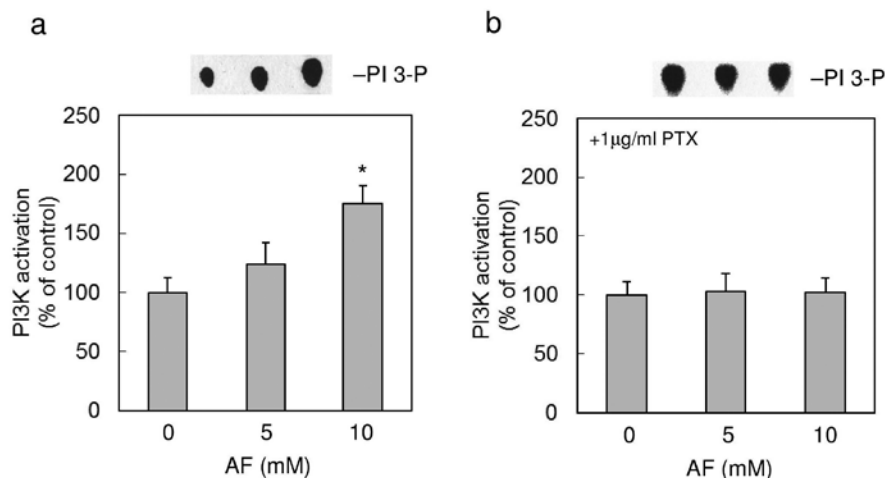 a
–PI 3-P
250
200
150
100
50
0
PI3K activation
(% of control)
*
0 5 10
AF (mM)
b
–PI 3-P
+1μg/ml PTX
250
200
150
100
50
0
PI3K activation
(% of control)
0 5 10
AF (mM)